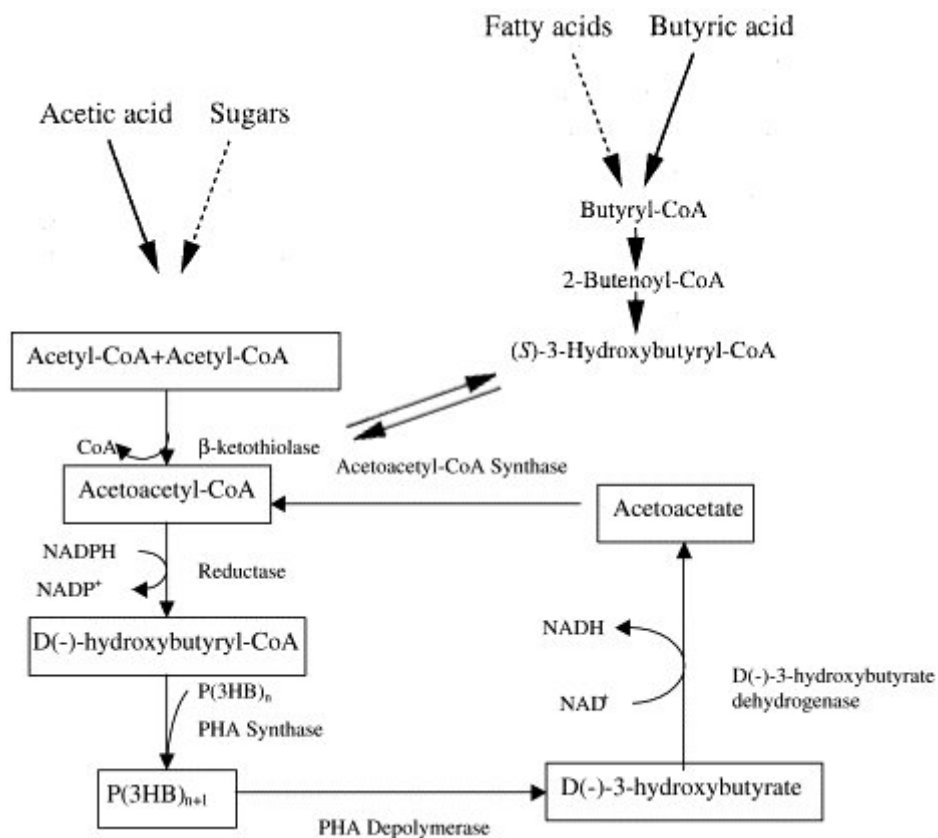 Fatty acids Butyric acid
Acetic acid Sugars
Butyryl-CoA
2-Butenoyl-CoA
(S)-3-Hydroxybutyryl-CoA
Acetyl-CoA+Acetyl-CoA
CoA β-ketothiolase
Acetoacetyl-CoA Synthase
Acetoacetyl-CoA
Acetoacetate
NADPH
Reductase
NADP⁺
D(-)-hydroxybutyryl-CoA
NADH
P(3HB)ₙ
D(-)-3-hydroxybutyrate
dehydrogenase
NAD⁺
PHA Synthase
P(3HB)ₙ₊₁
D(-)-3-hydroxybutyrate
PHA Depolymerase